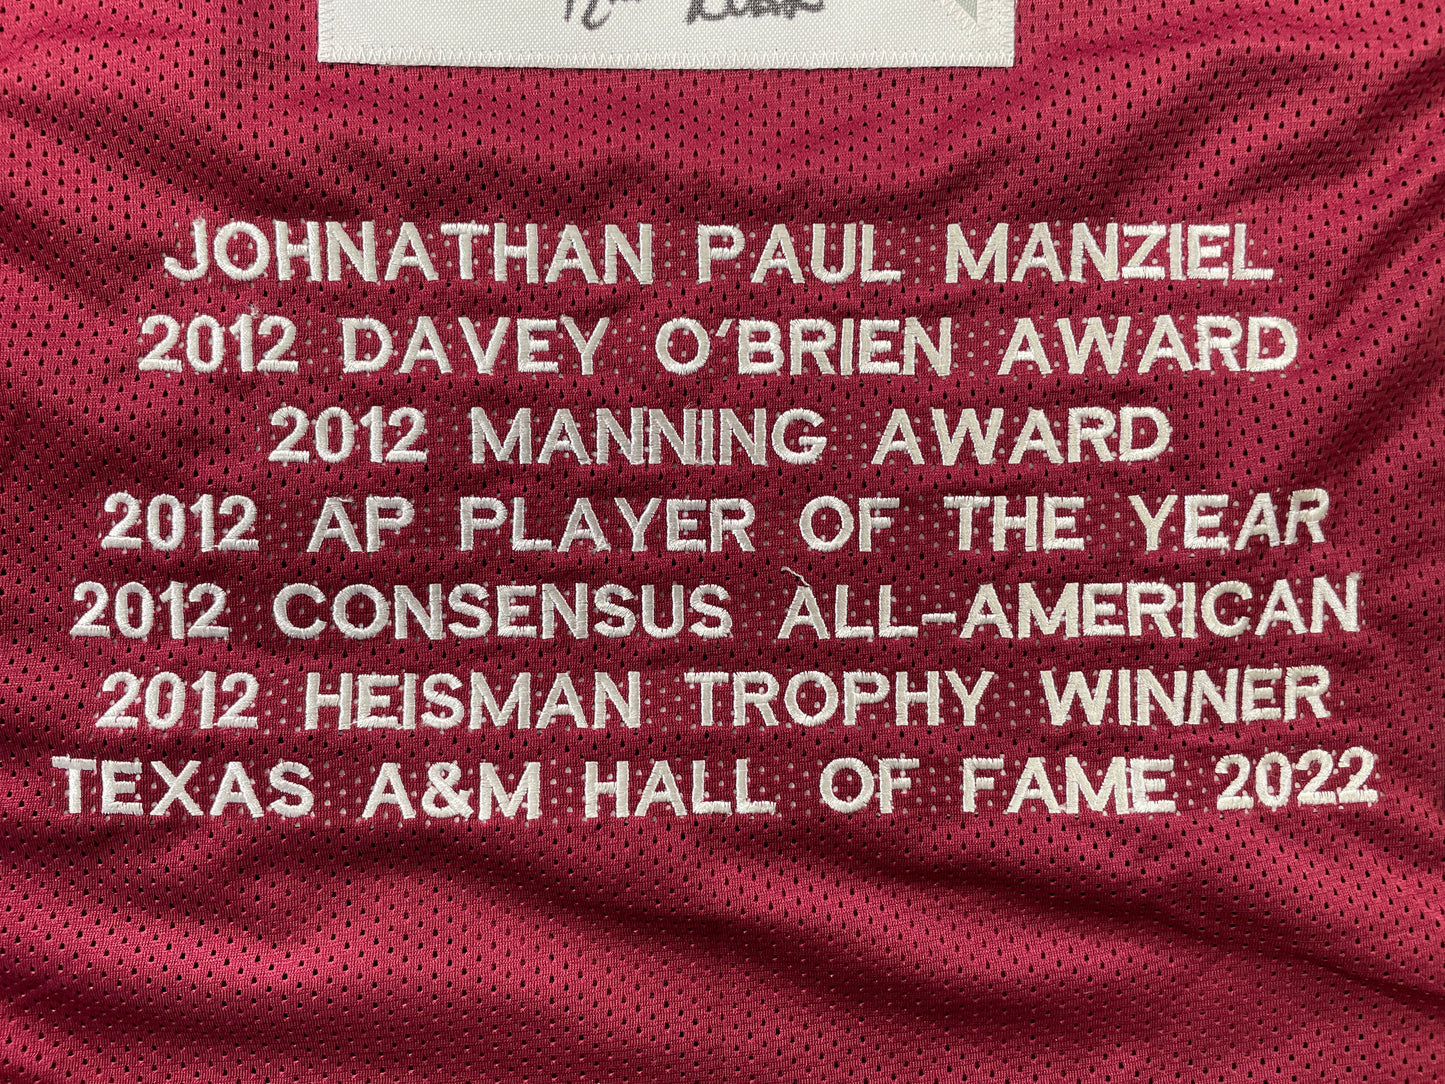 JOHNATHAN PAUL MANZIEL
2012 DAVEY O'BRIEN AWARD
2012 MANNING AWARD
2012 AP PLAYER OF THE YEAR
2012 CONSENSUS ALL-AMERICAN
2012 HEISMAN TROPHY WINNER
TEXAS A&M HALL OF FAME 2022